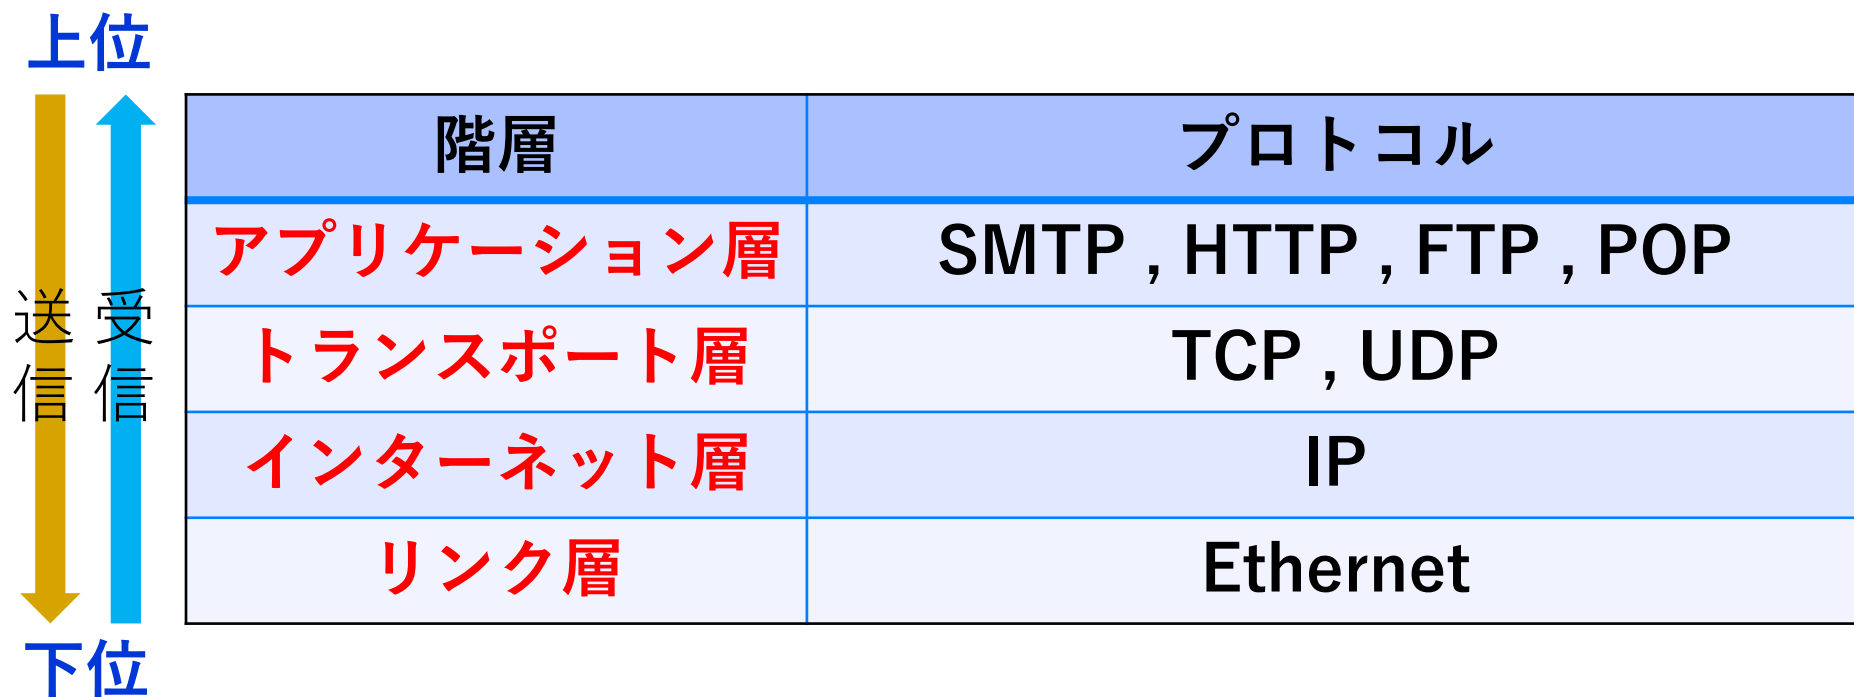 上位
階層 プロトコル
アプリケーション層 SMTP , HTTP , FTP , POP
トランスポート層 TCP , UDP
インターネット層 IP
リンク層 Ethernet
送信
受信
下位